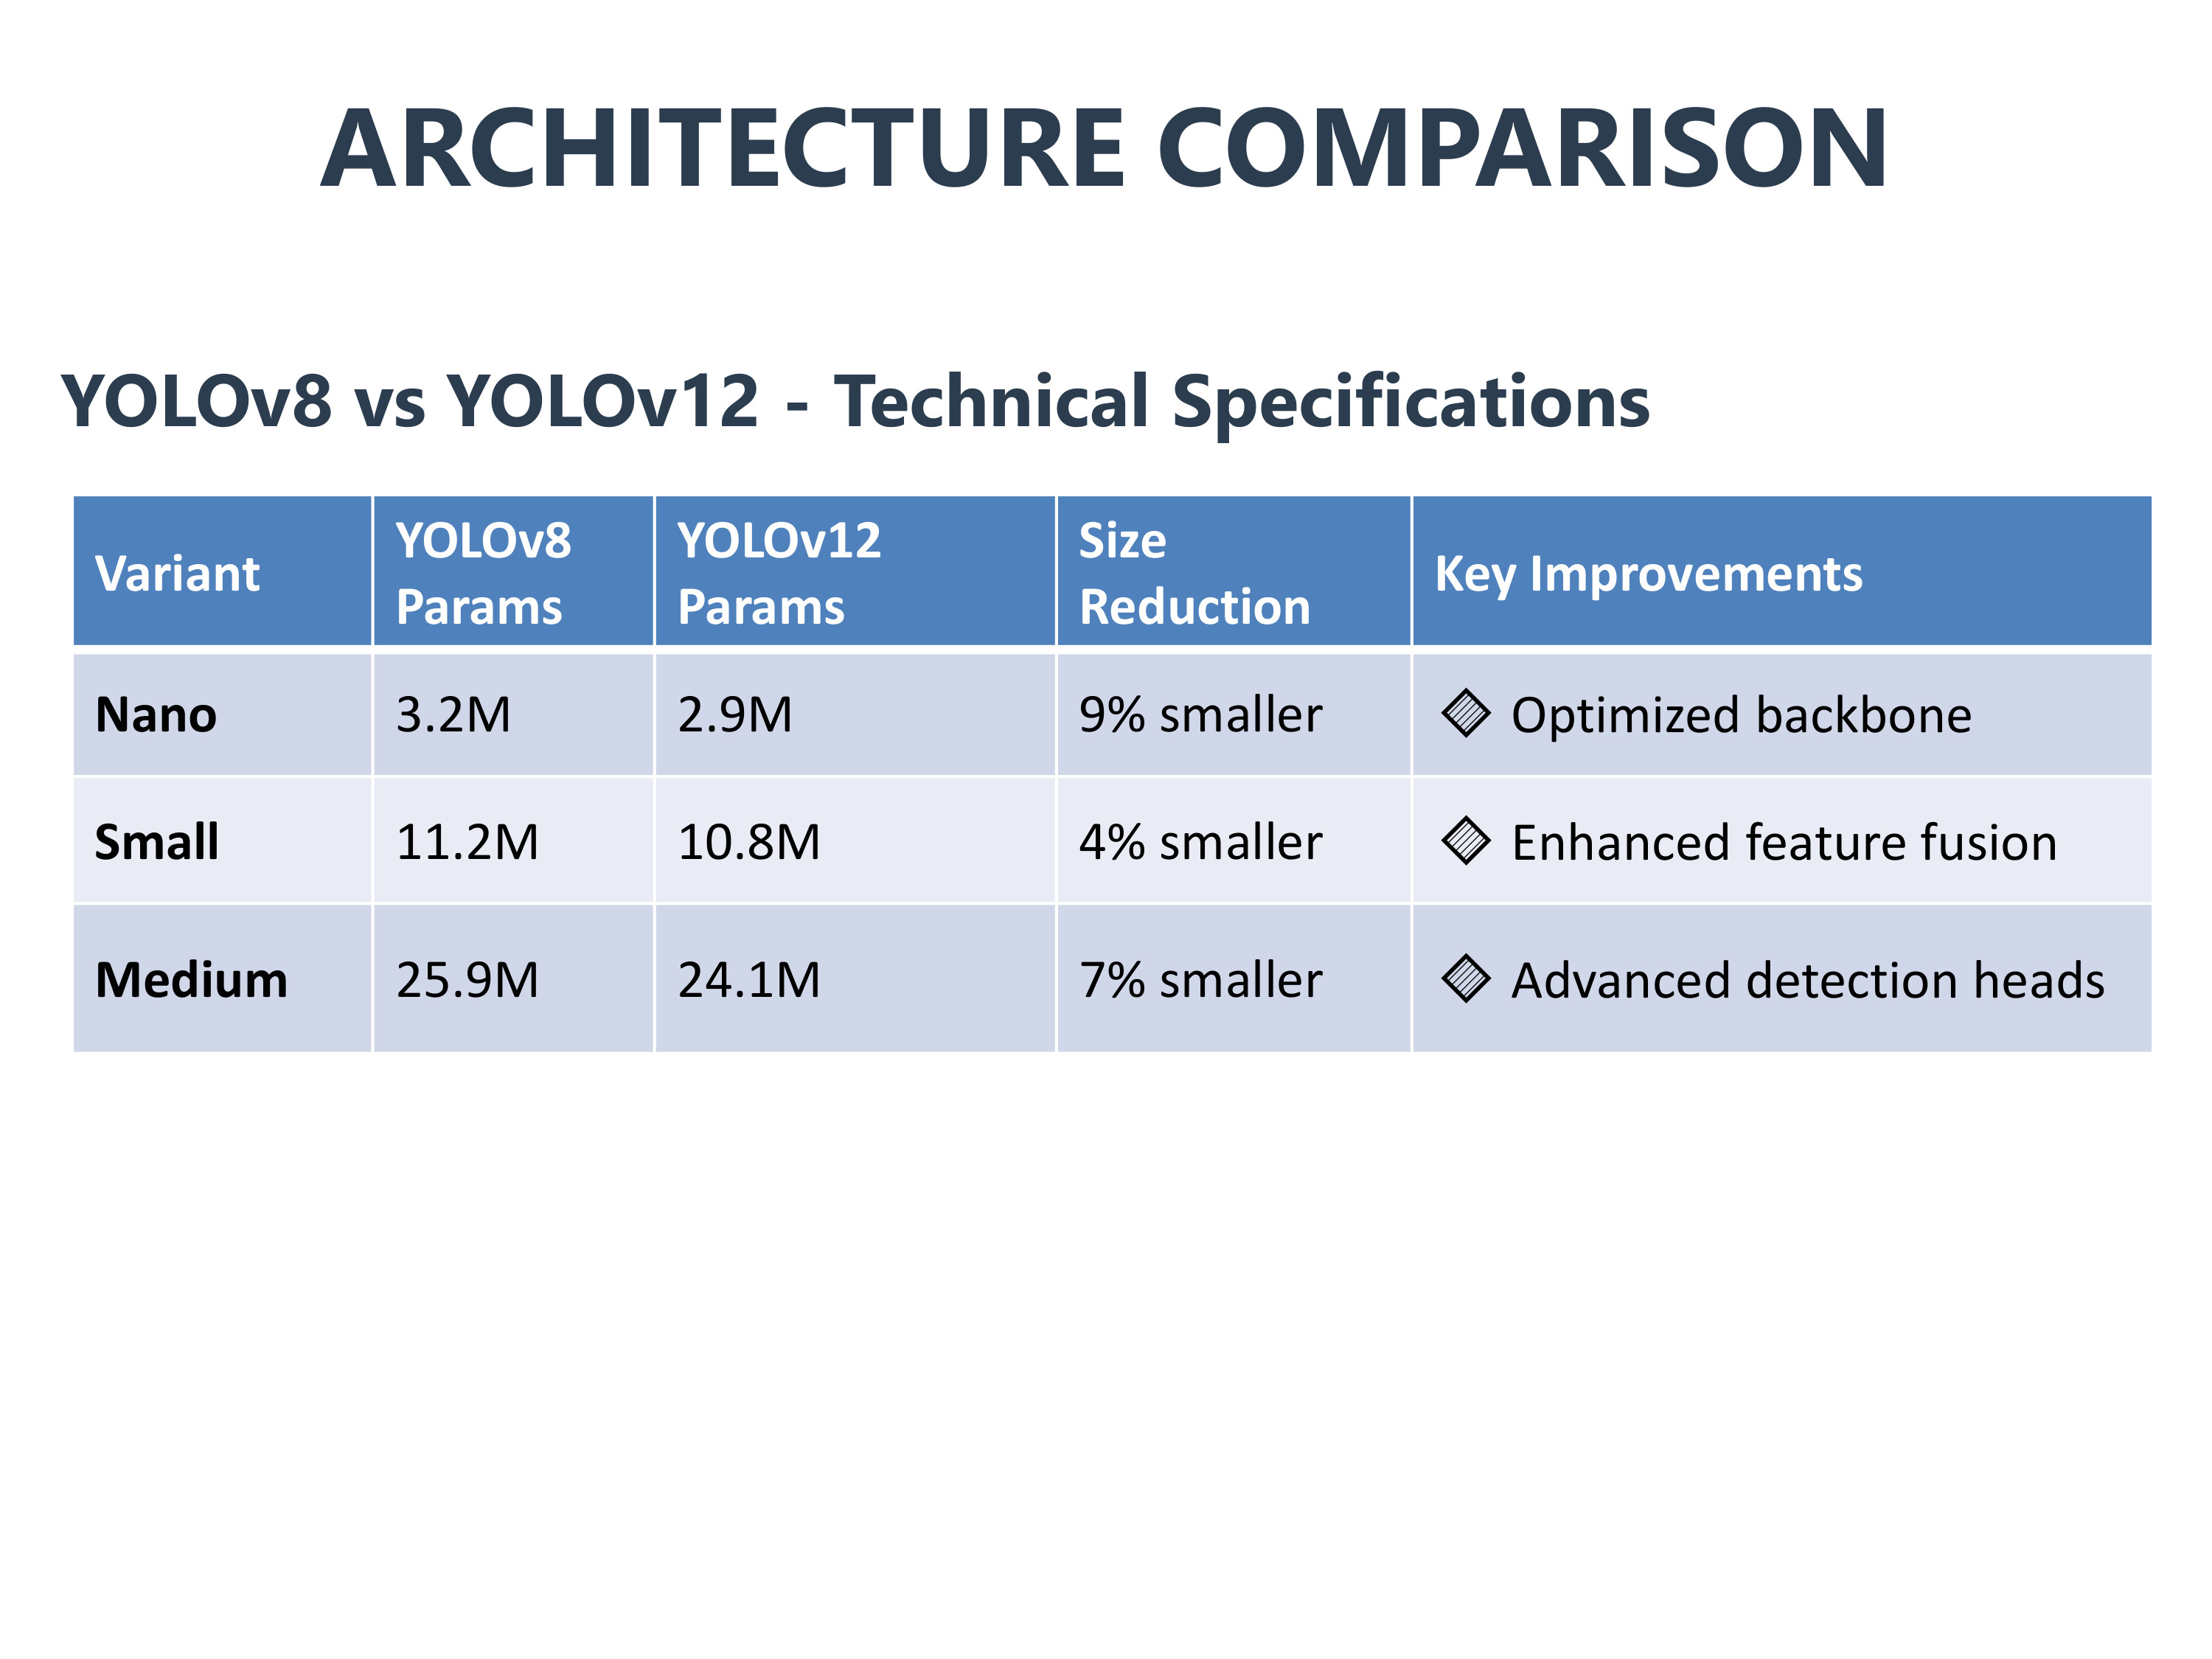 ARCHITECTURE COMPARISON
YOLOv8 vs YOLOv12 - Technical Specifications
Variant
YOLOv8
Params
YOLOv12
Params
Size
Reduction
Key Improvements
Nano
3.2M
2.9M
9% smaller
Optimized backbone
Small
11.2M
10.8M
4% smaller
Enhanced feature fusion
Medium
25.9M
24.1M
7% smaller
Advanced detection heads